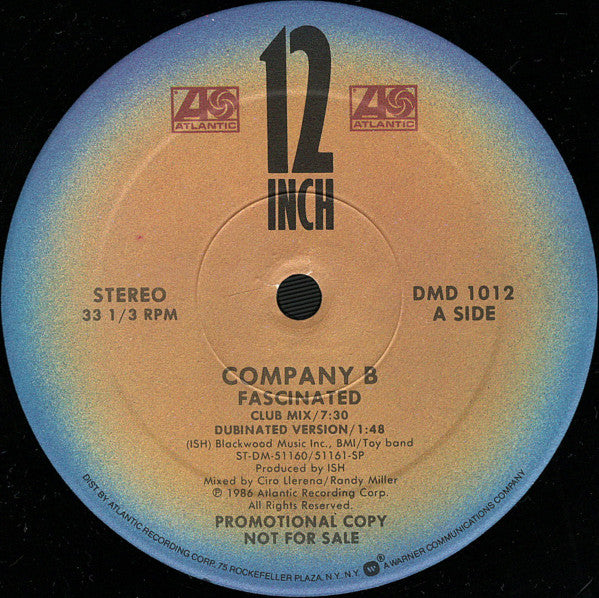 12
INCH
ATLANTIC
ATLANTIC
STEREO
33 1/3 RPM
DMD 1012
A SIDE
COMPANY B
FASCINATED
CLUB MIX/7:30
DUBINATED VERSION/1:48
(ISH) Blackwood Music Inc., BMI/Toy band
ST-DM-51160/51161-SP
Produced by ISH
Mixed by Ciro Llerena/Randy Miller
℗ 1986 Atlantic Recording Corp.
All Rights Reserved.
PROMOTIONAL COPY
NOT FOR SALE
DIST BY ATLANTIC RECORDING CORP. 75 ROCKEFELLER PLAZA, N.Y. N.Y. ® A WARNER COMMUNICATIONS COMPANY